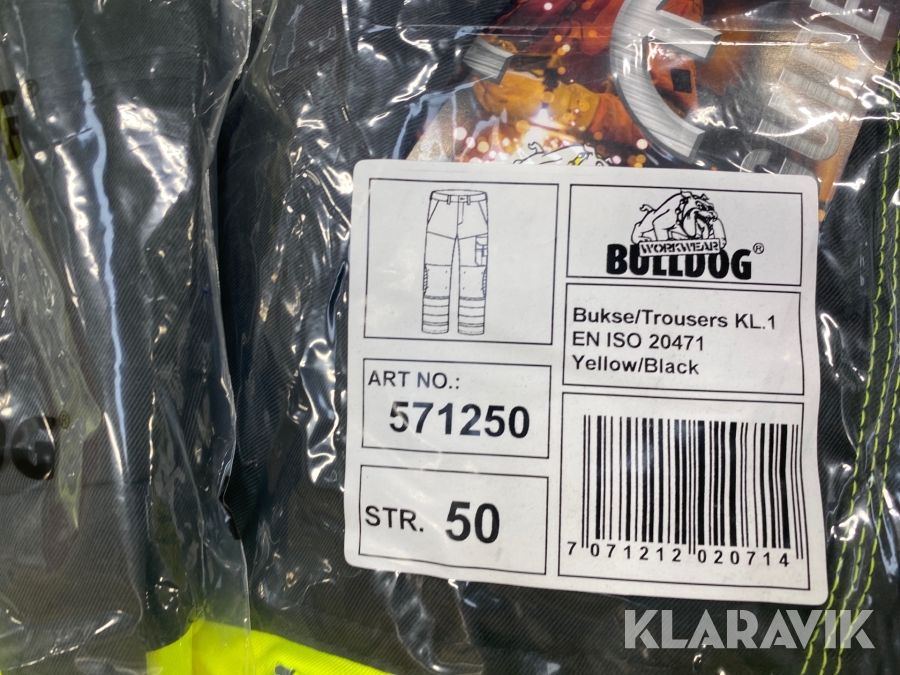 WORKWEAR
BULLDOG®
Bukse/Trousers KL.1
EN ISO 20471
Yellow/Black
ART NO.:
571250
STR. 50
7 071212 020714
KLARAVIK